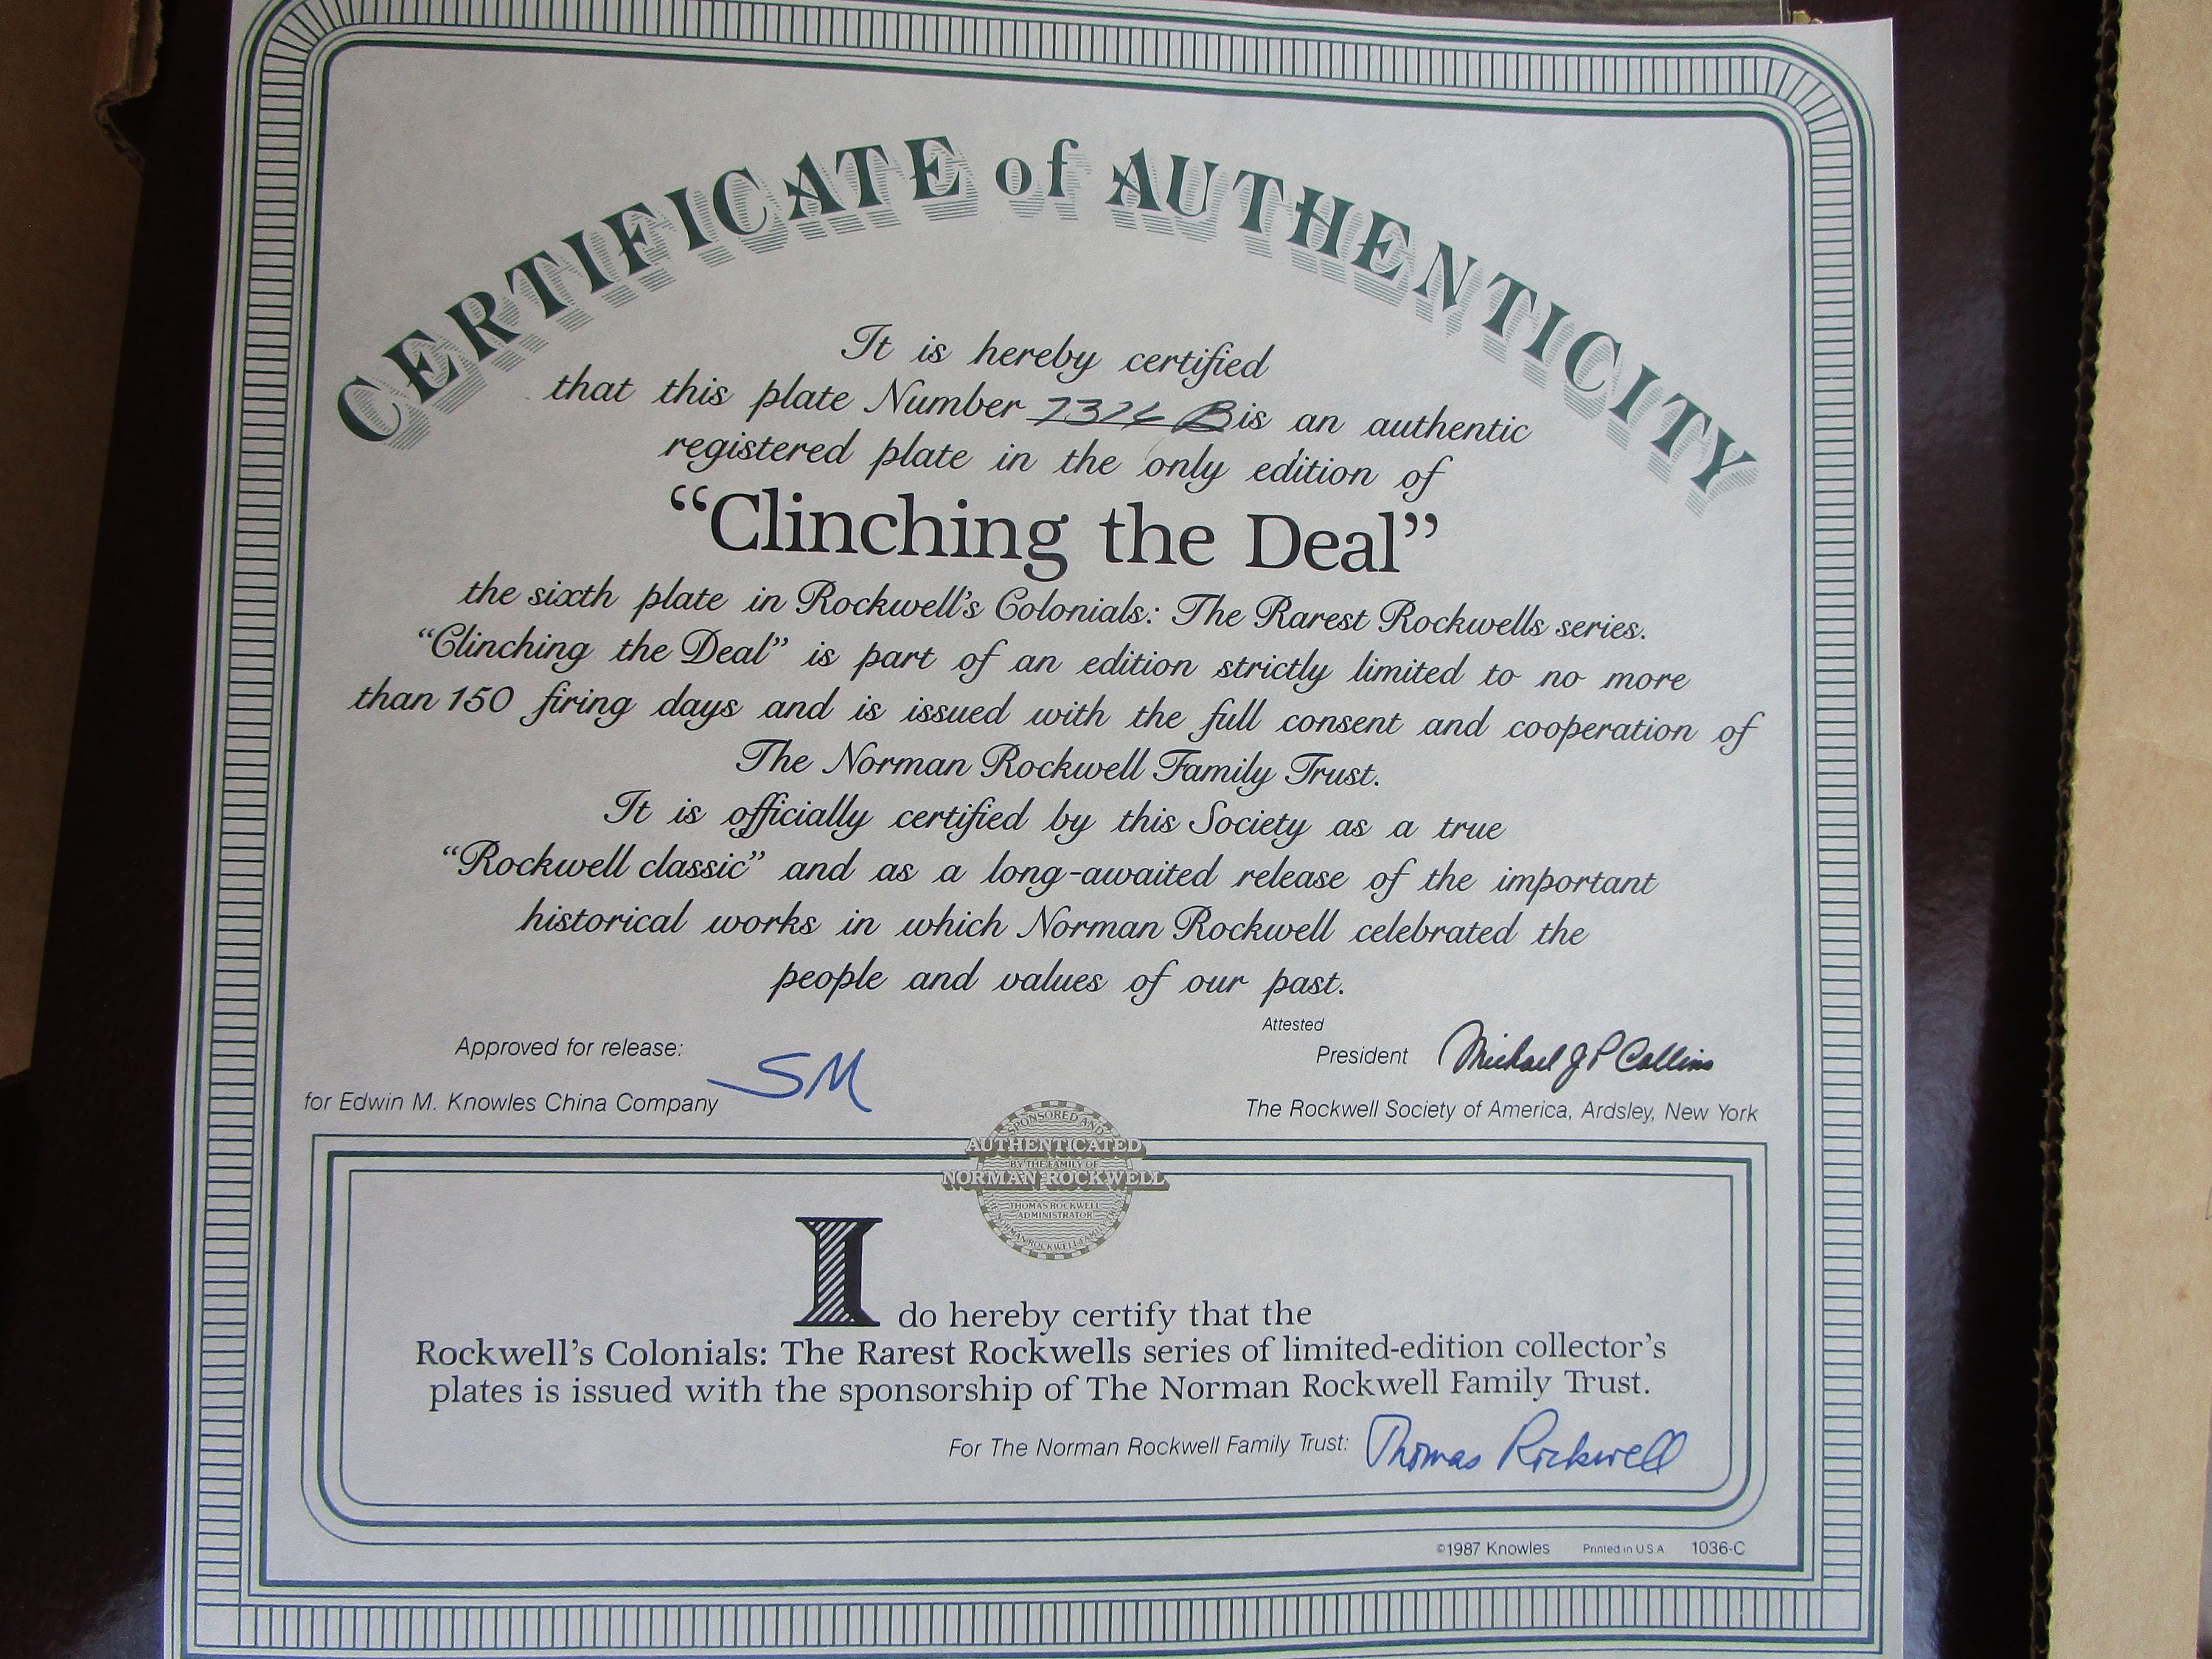 CERTIFICATE of AUTHENTICITY
It is hereby certified
that this plate Number is an authentic
registered plate in the only edition of
“Clinching the Deal”
the sixth plate in Rockwell’s Colonials: The Rarest Rockwells series.
“Clinching the Deal” is part of an edition strictly limited to no more
than 150 firing days and is issued with the full consent and cooperation of
The Norman Rockwell Family Trust.
It is officially certified by this Society as a true
“Rockwell classic” and as a long-awaited release of the important
historical works in which Norman Rockwell celebrated the
people and values of our past.
Approved for release: SM
for Edwin M. Knowles China Company
Attested
President Michael J P Collins
The Rockwell Society of America, Ardsley, New York
SPONSORED AND
AUTHENTICATED
BY THE FAMILY OF
NORMAN ROCKWELL
THOMAS ROCKWELL
ADMINISTRATOR
NORMAN ROCKWELL FAMILY
I do hereby certify that the
Rockwell’s Colonials: The Rarest Rockwells series of limited-edition collector’s
plates is issued with the sponsorship of The Norman Rockwell Family Trust.
For The Norman Rockwell Family Trust: Thomas Rockwell
©1987 Knowles Printed in U.S.A. 1036-C